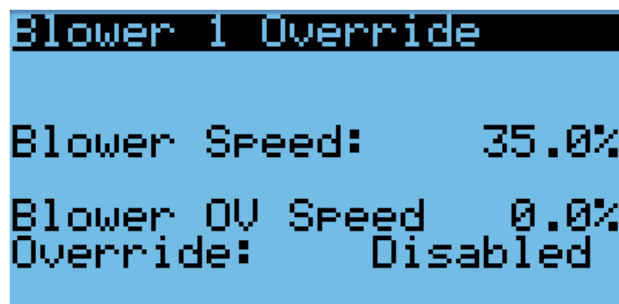 Blower 1 Override
Blower Speed: 35.0%
Blower OV Speed 0.0%
Override: Disabled